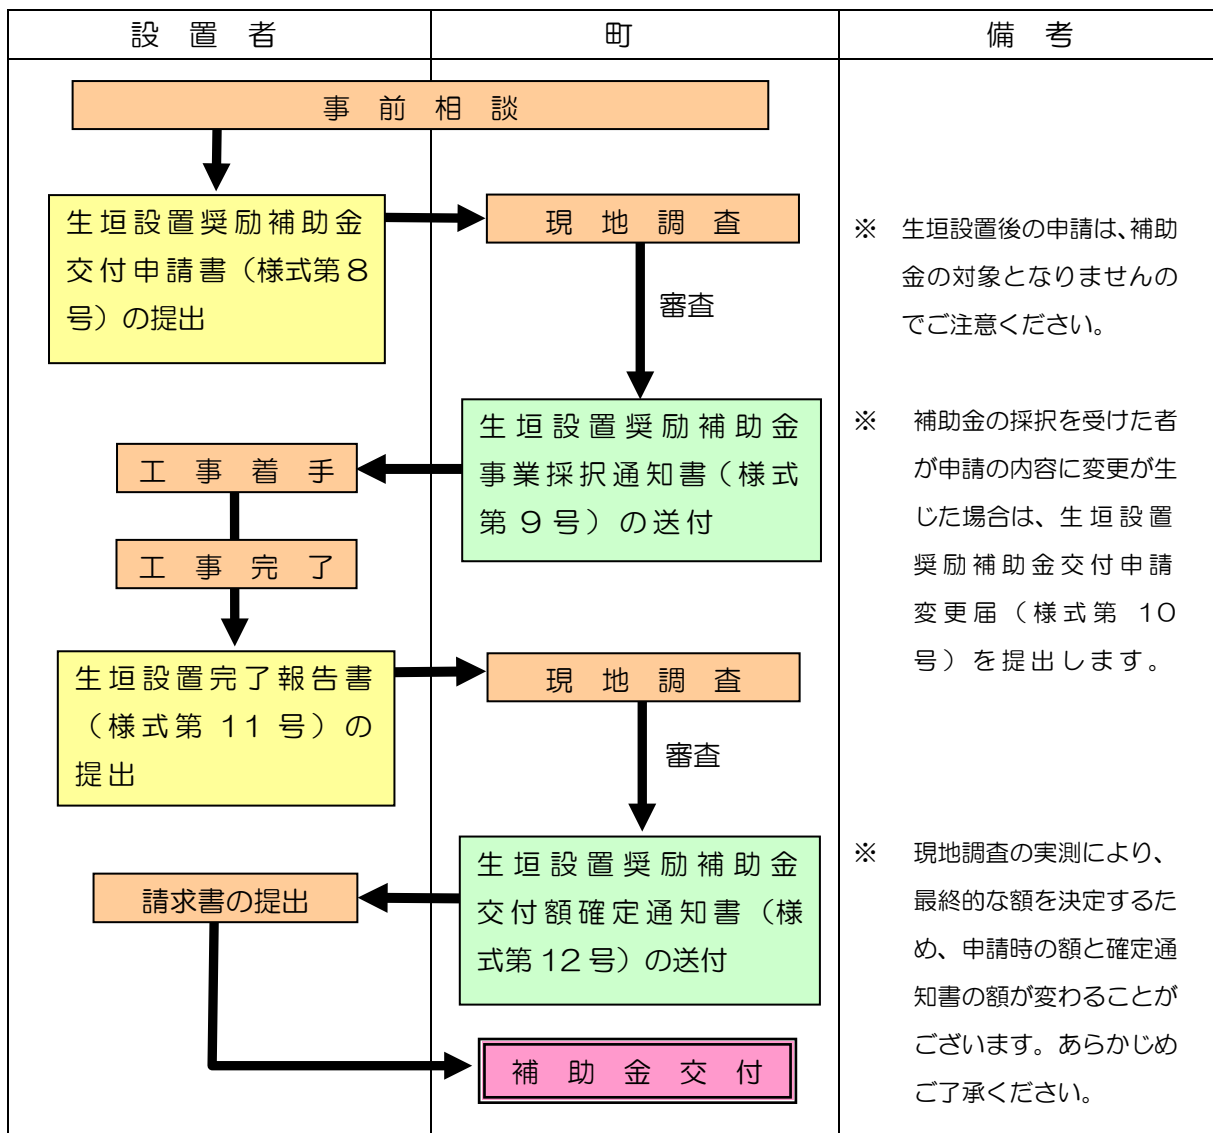 設置者
町
備考
事前相談
生垣設置奨励補助金
交付申請書（様式第８
号）の提出
現地調査
審査
生垣設置奨励補助金
事業採択通知書（様式
第９号）の送付
工事着手
工事完了
生垣設置完了報告書
（様式第 11 号）の
提出
現地調査
審査
生垣設置奨励補助金
交付額確定通知書（様
式第 12 号）の送付
請求書の提出
補助金交付
※　生垣設置後の申請は、補助
金の対象となりませんの
でご注意ください。
※　補助金の採択を受けた者
が申請の内容に変更が生
じた場合は、生垣設置
奨励補助金交付申請
変更届（様式第 10
号）を提出します。
※　現地調査の実測により、
最終的な額を決定するた
め、申請時の額と確定通
知書の額が変わることが
ございます。あらかじめ
ご了承ください。